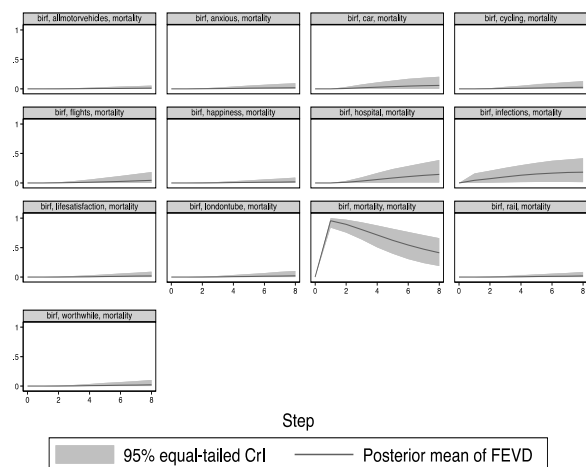 birf, allmotorvehicles, mortality
birf, anxious, mortality
birf, car, mortality
birf, cycling, mortality
1
.5
0
birf, flights, mortality
birf, happiness, mortality
birf, hospital, mortality
birf, infections, mortality
1
.5
0
birf, lifesatisfaction, mortality
birf, londontube, mortality
birf, mortality, mortality
birf, rail, mortality
1
.5
0
0 2 4 6 8
0 2 4 6 8
0 2 4 6 8
birf, worthwhile, mortality
1
.5
0
0 2 4 6 8
Step
95% equal-tailed CrI
Posterior mean of FEVD